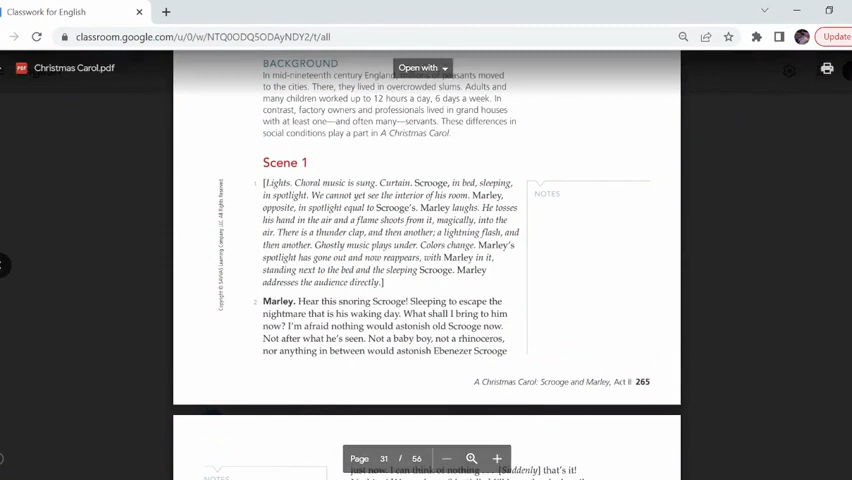 Classwork for English
classroom.google.com/u/0/w/NTQ0ODQ5ODAyNDY2/t/all
Update
PDF
Christmas Carol.pdf
Open with
BACKGROUND
In mid-nineteenth century England, millions of peasants moved
to the cities. There, they lived in overcrowded slums. Adults and
many children worked up to 12 hours a day, 6 days a week. In
contrast, factory owners and professionals lived in grand houses
with at least one—and often many—servants. These differences in
social conditions play a part in A Christmas Carol.
Scene 1
1 [Lights. Choral music is sung. Curtain. Scrooge, in bed, sleeping,
in spotlight. We cannot yet see the interior of his room. Marley,
opposite, in spotlight equal to Scrooge's. Marley laughs. He tosses
his hand in the air and a flame shoots from it, magically, into the
air. There is a thunder clap, and then another; a lightning flash, and
then another. Ghostly music plays under. Colors change. Marley's
spotlight has gone out and now reappears, with Marley in it,
standing next to the bed and the sleeping Scrooge. Marley
addresses the audience directly.]
NOTES
Copyright © SAVVAS Learning Company LLC. All Rights Reserved.
2 Marley. Hear this snoring Scrooge! Sleeping to escape the
nightmare that is his waking day. What shall I bring to him
now? I'm afraid nothing would astonish old Scrooge now.
Not after what he's seen. Not a baby boy, not a rhinoceros,
nor anything in between would astonish Ebenezer Scrooge
A Christmas Carol: Scrooge and Marley, Act II 265
just now. I can think of nothing . . . [Suddenly] that's it!
NOTES
Page 31 / 56